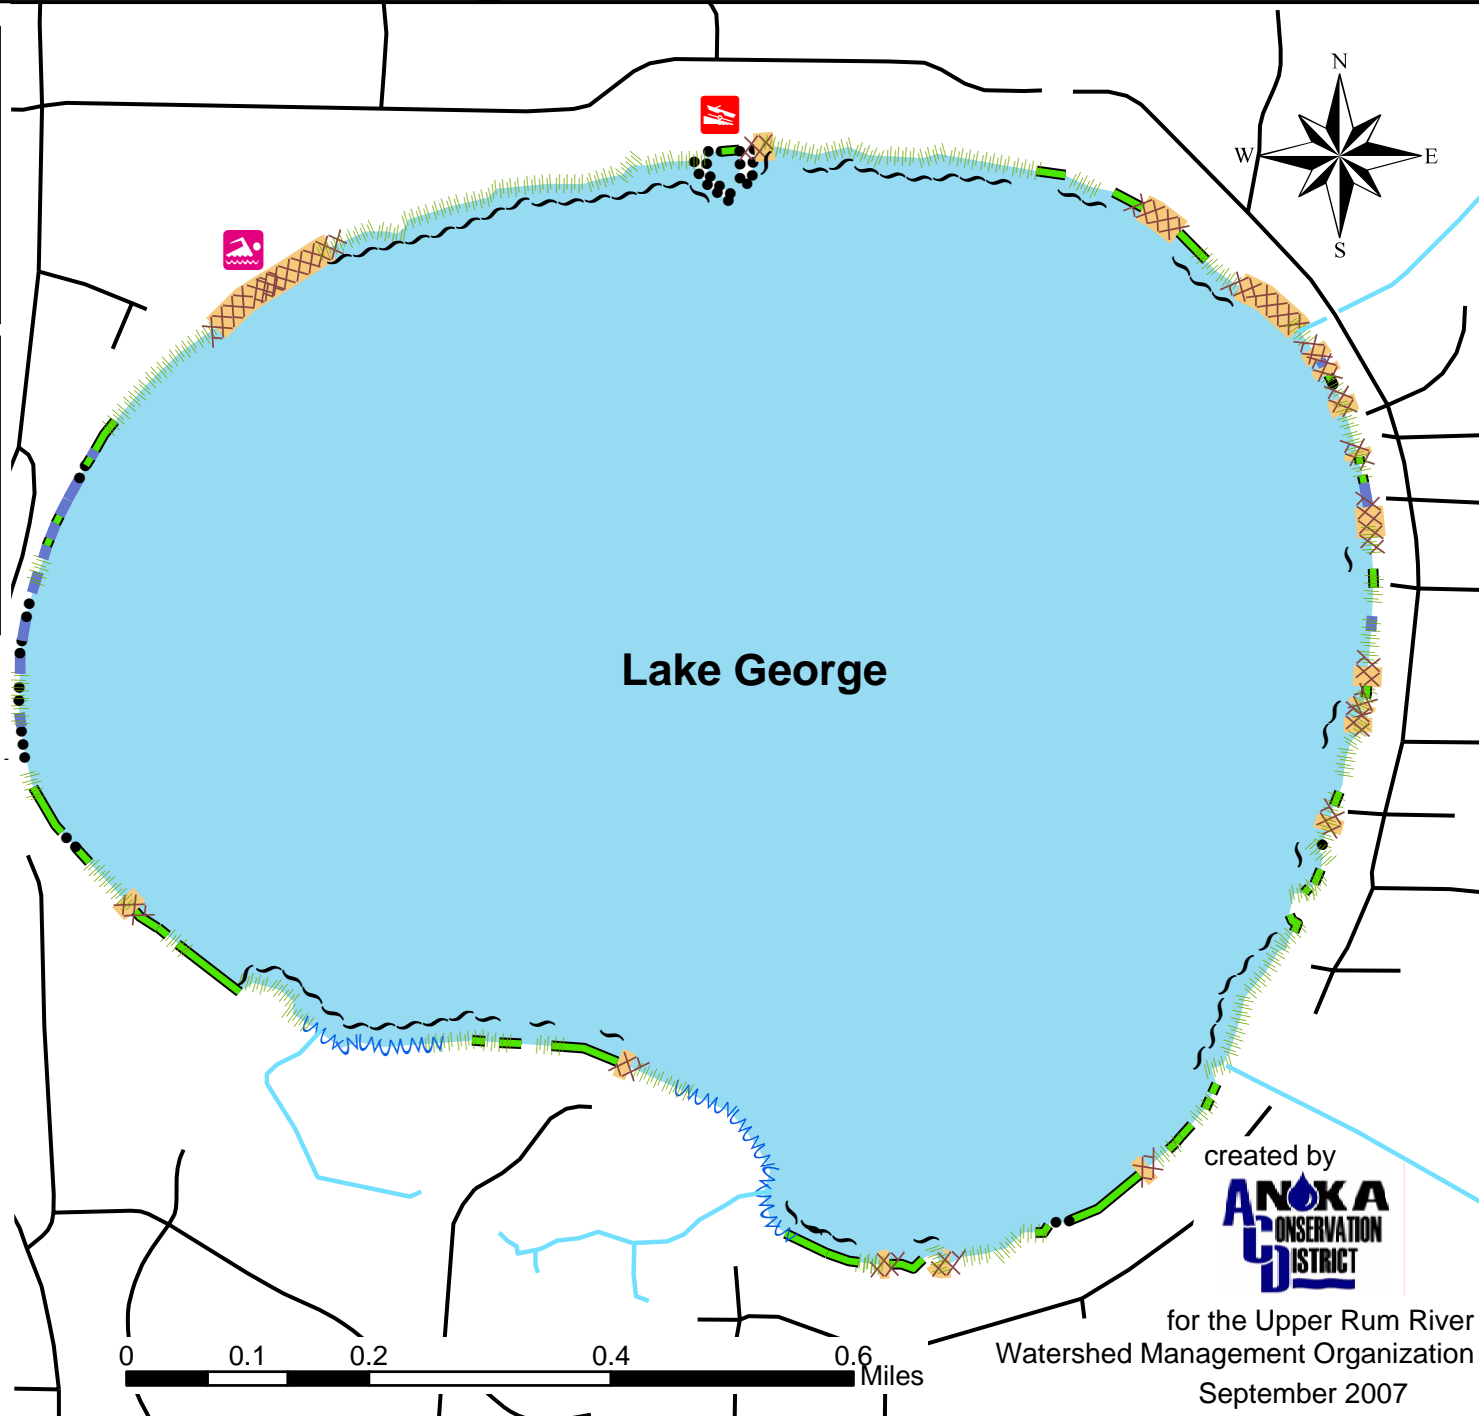 N
W E
S
Lake George
created by
ANOKA
CONSERVATION
DISTRICT
for the Upper Rum River
Watershed Management Organization
September 2007
0 0.1 0.2 0.4 0.6
Miles